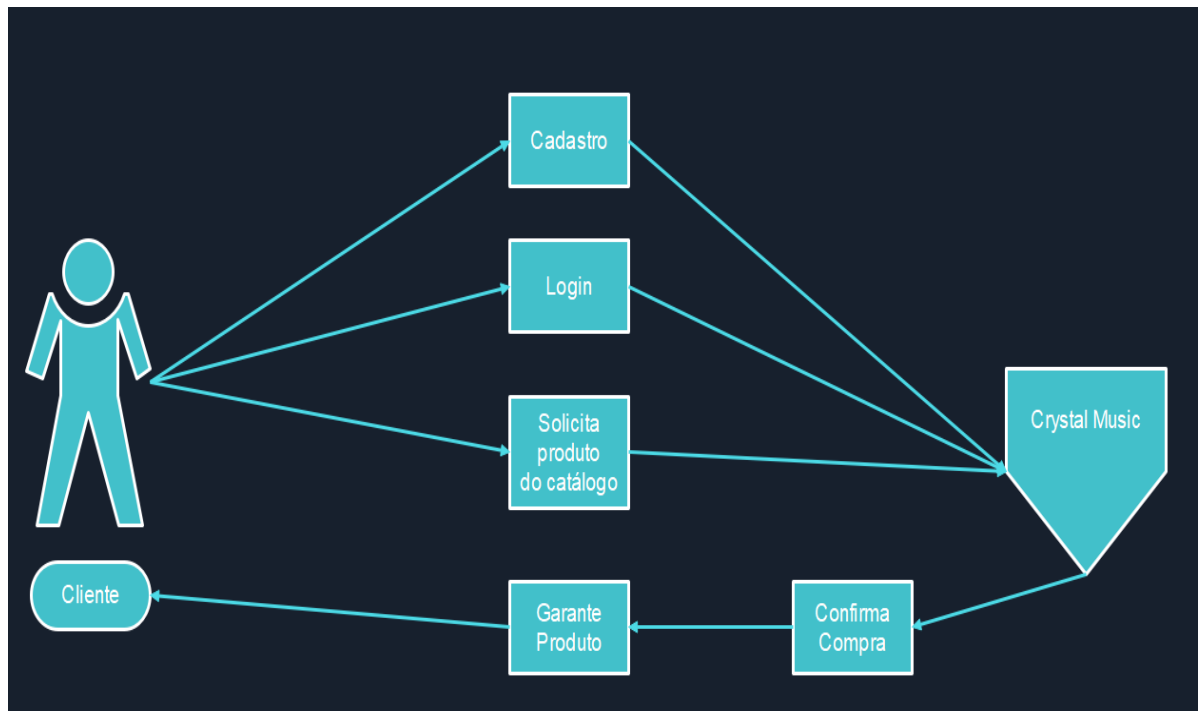 Cadastro
Login
Solicita
produto
do catálogo
Crystal Music
Cliente
Garante
Produto
Confirma
Compra